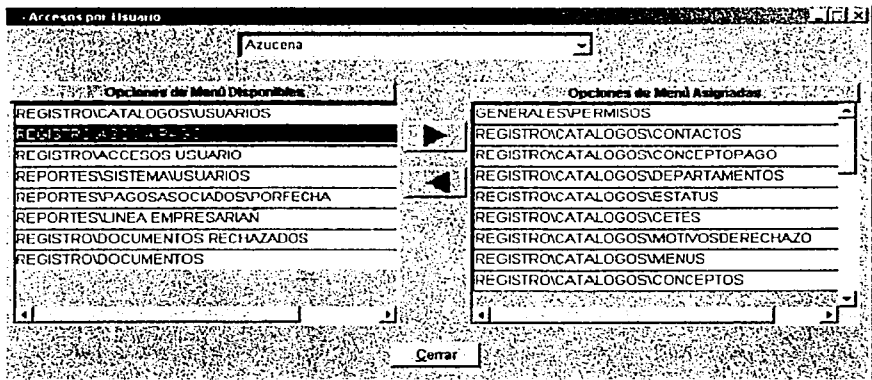 Accesos por Usuario
Azucena
Opciones de Menú Disponibles
REGISTRO\CATALOGOS\USUARIOS
REGISTRO
REGISTRO\ACCESOS USUARIO
REPORTES\SISTEMA\USUARIOS
REPORTES\PAGOSASOCIADOS\PORFECHA
REPORTES\LINEA EMPRESARIAN
REGISTRO\DOCUMENTOS RECHAZADOS
REGISTRO\DOCUMENTOS
Opciones de Menú Asignadas
GENERALES\PERMISOS
REGISTRO\CATALOGOS\CONTACTOS
REGISTRO\CATALOGOS\CONCEPTOPAGO
REGISTRO\CATALOGOS\DEPARTAMENTOS
REGISTRO\CATALOGOS\ESTATUS
REGISTRO\CATALOGOS\CETES
REGISTRO\CATALOGOS\MOTIVOSDERECHAZO
REGISTRO\CATALOGOS\MENUS
REGISTRO\CATALOGOS\CONCEPTOS
Cerrar